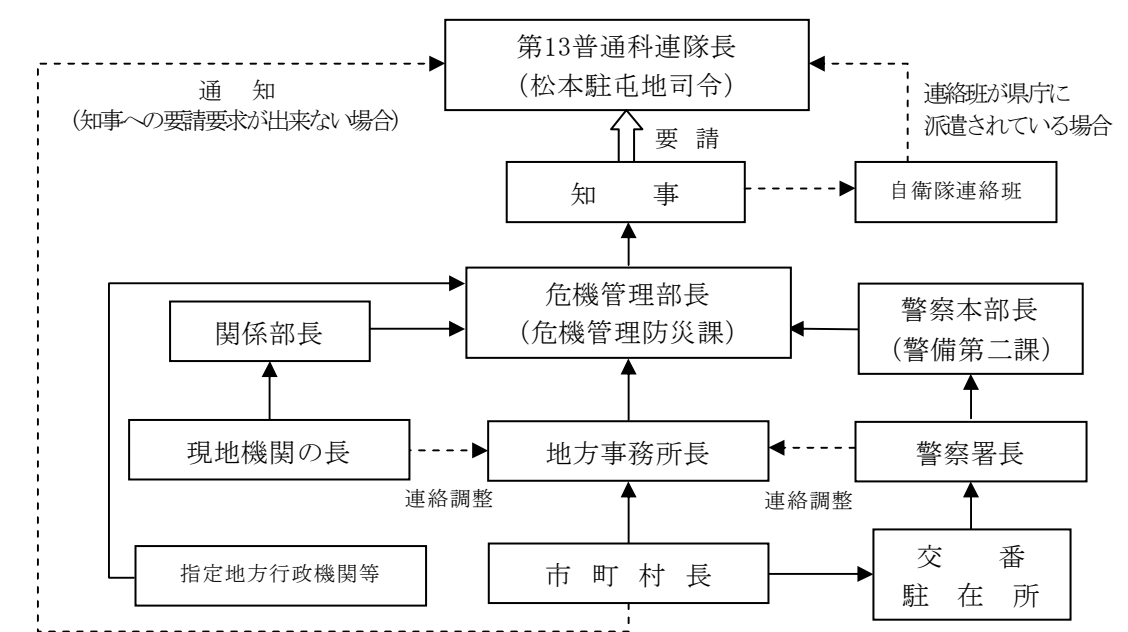 第13普通科連隊長
(松本駐屯地司令)
通 知
(知事への要請要求が出来ない場合)
連絡班が県庁に
派遣されている場合
要 請
知 事
自衛隊連絡班
危機管理部長
(危機管理防災課)
関係部長
警察本部長
(警備第二課)
現地機関の長
地方事務所長
警察署長
連絡調整
連絡調整
指定地方行政機関等
市 町 村 長
交 番
駐 在 所